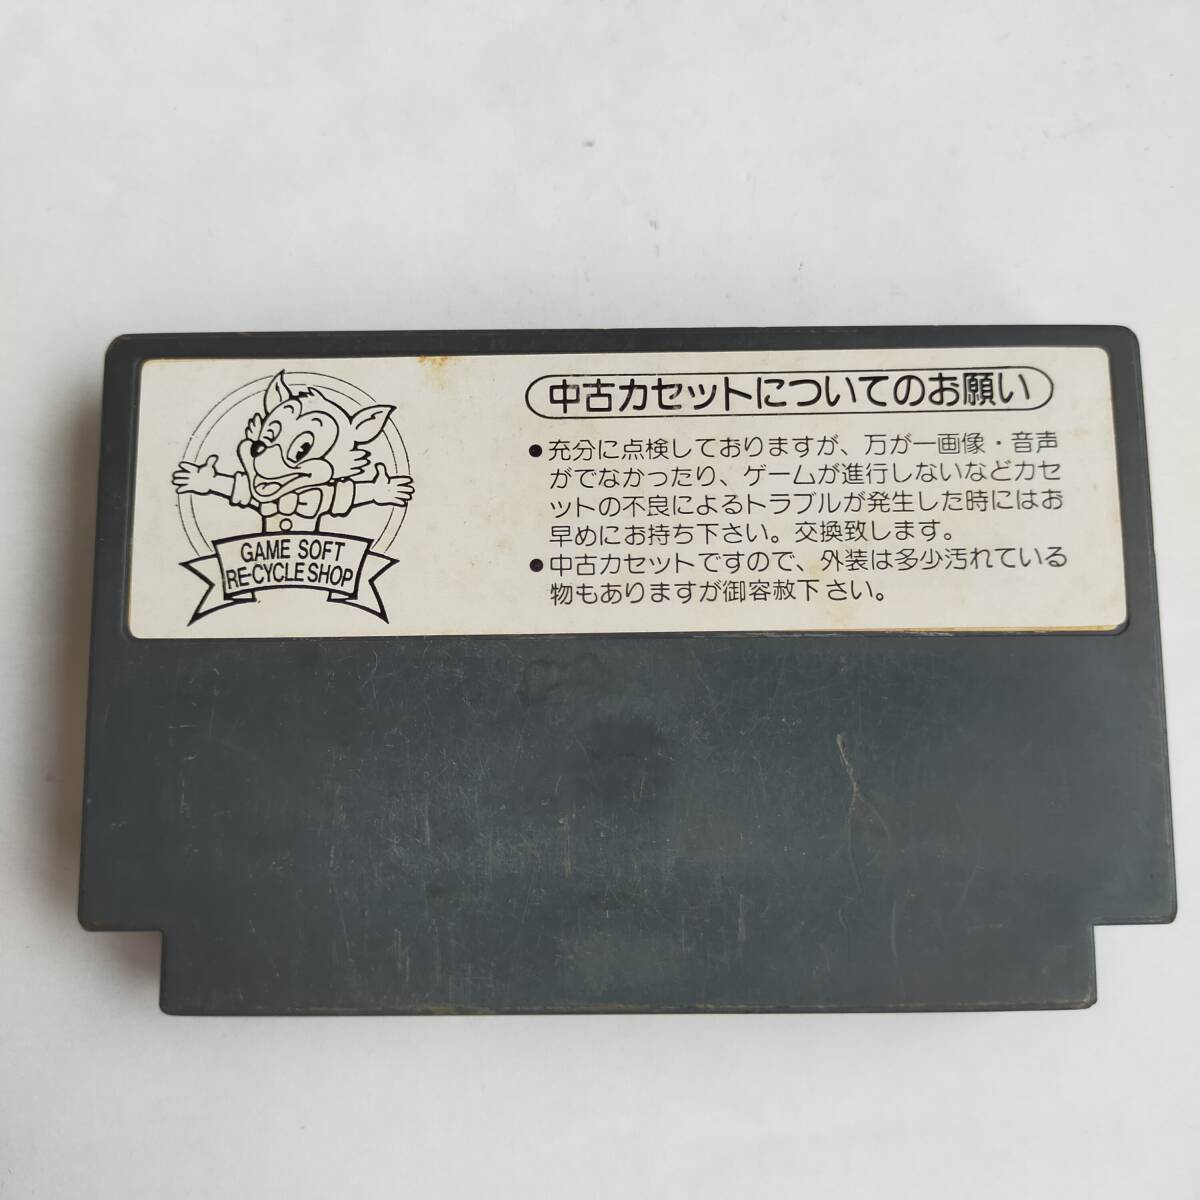 GAME SOFT
RE-CYCLE SHOP
中古カセットについてのお願い
●充分に点検しておりますが、万が一画像・音声
がでなかったり、ゲームが進行しないなどカセ
ットの不良によるトラブルが発生した時にはお
早めにお持ち下さい。交換致します。
●中古カセットですので、外装は多少汚れている
物もありますが御容赦下さい。